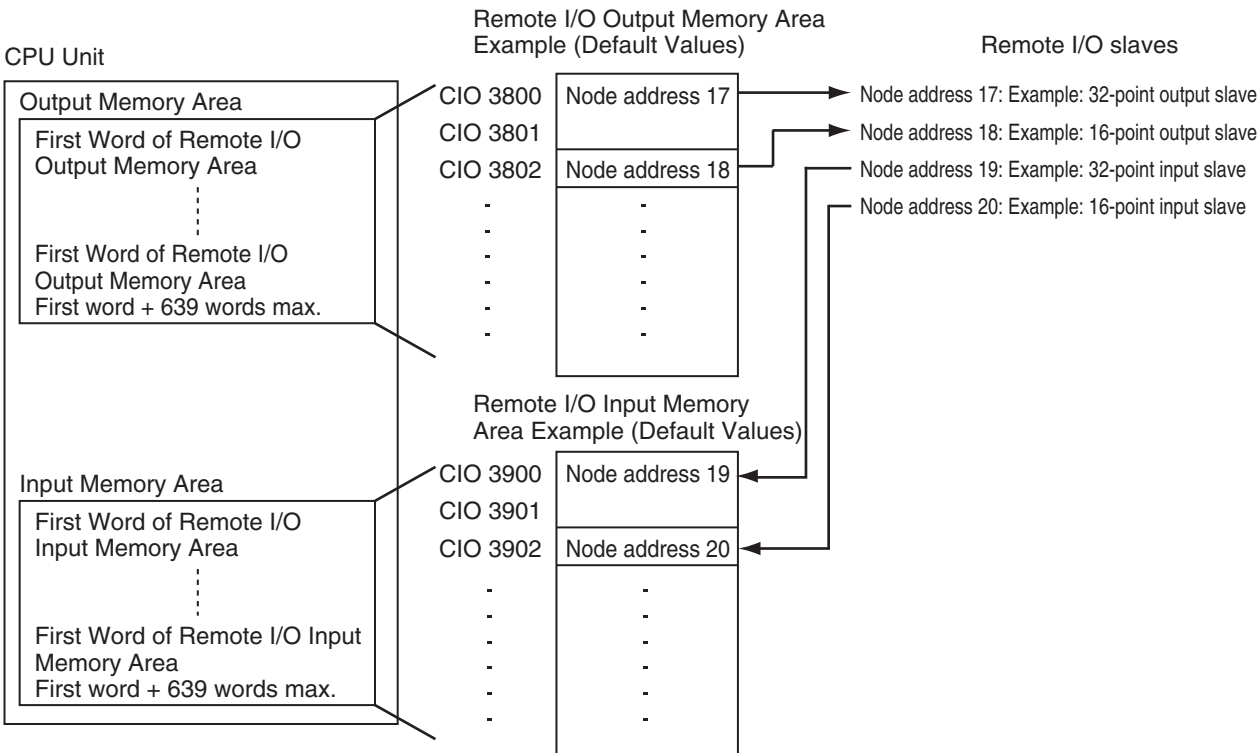 Remote I/O Output Memory Area
Example (Default Values)
Remote I/O slaves
CPU Unit
Output Memory Area
First Word of Remote I/O
Output Memory Area
First Word of Remote I/O
Output Memory Area
First word + 639 words max.
CIO 3800
Node address 17
CIO 3801
CIO 3802
Node address 18
Node address 17: Example: 32-point output slave
Node address 18: Example: 16-point output slave
Node address 19: Example: 32-point input slave
Node address 20: Example: 16-point input slave
Remote I/O Input Memory
Area Example (Default Values)
Input Memory Area
First Word of Remote I/O
Input Memory Area
First Word of Remote I/O Input
Memory Area
First word + 639 words max.
CIO 3900
Node address 19
CIO 3901
CIO 3902
Node address 20